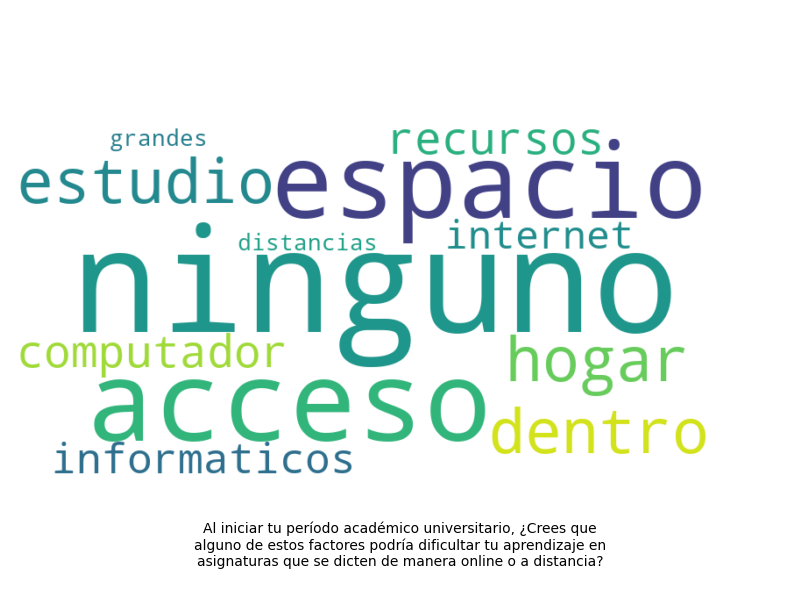 grandes
recursos
estudio
espacio
distancias
internet
ninguno
computador
hogar
acceso
dentro
informaticos
Al iniciar tu período académico universitario, ¿Crees que
alguno de estos factores podría dificultar tu aprendizaje en
asignaturas que se dicten de manera online o a distancia?